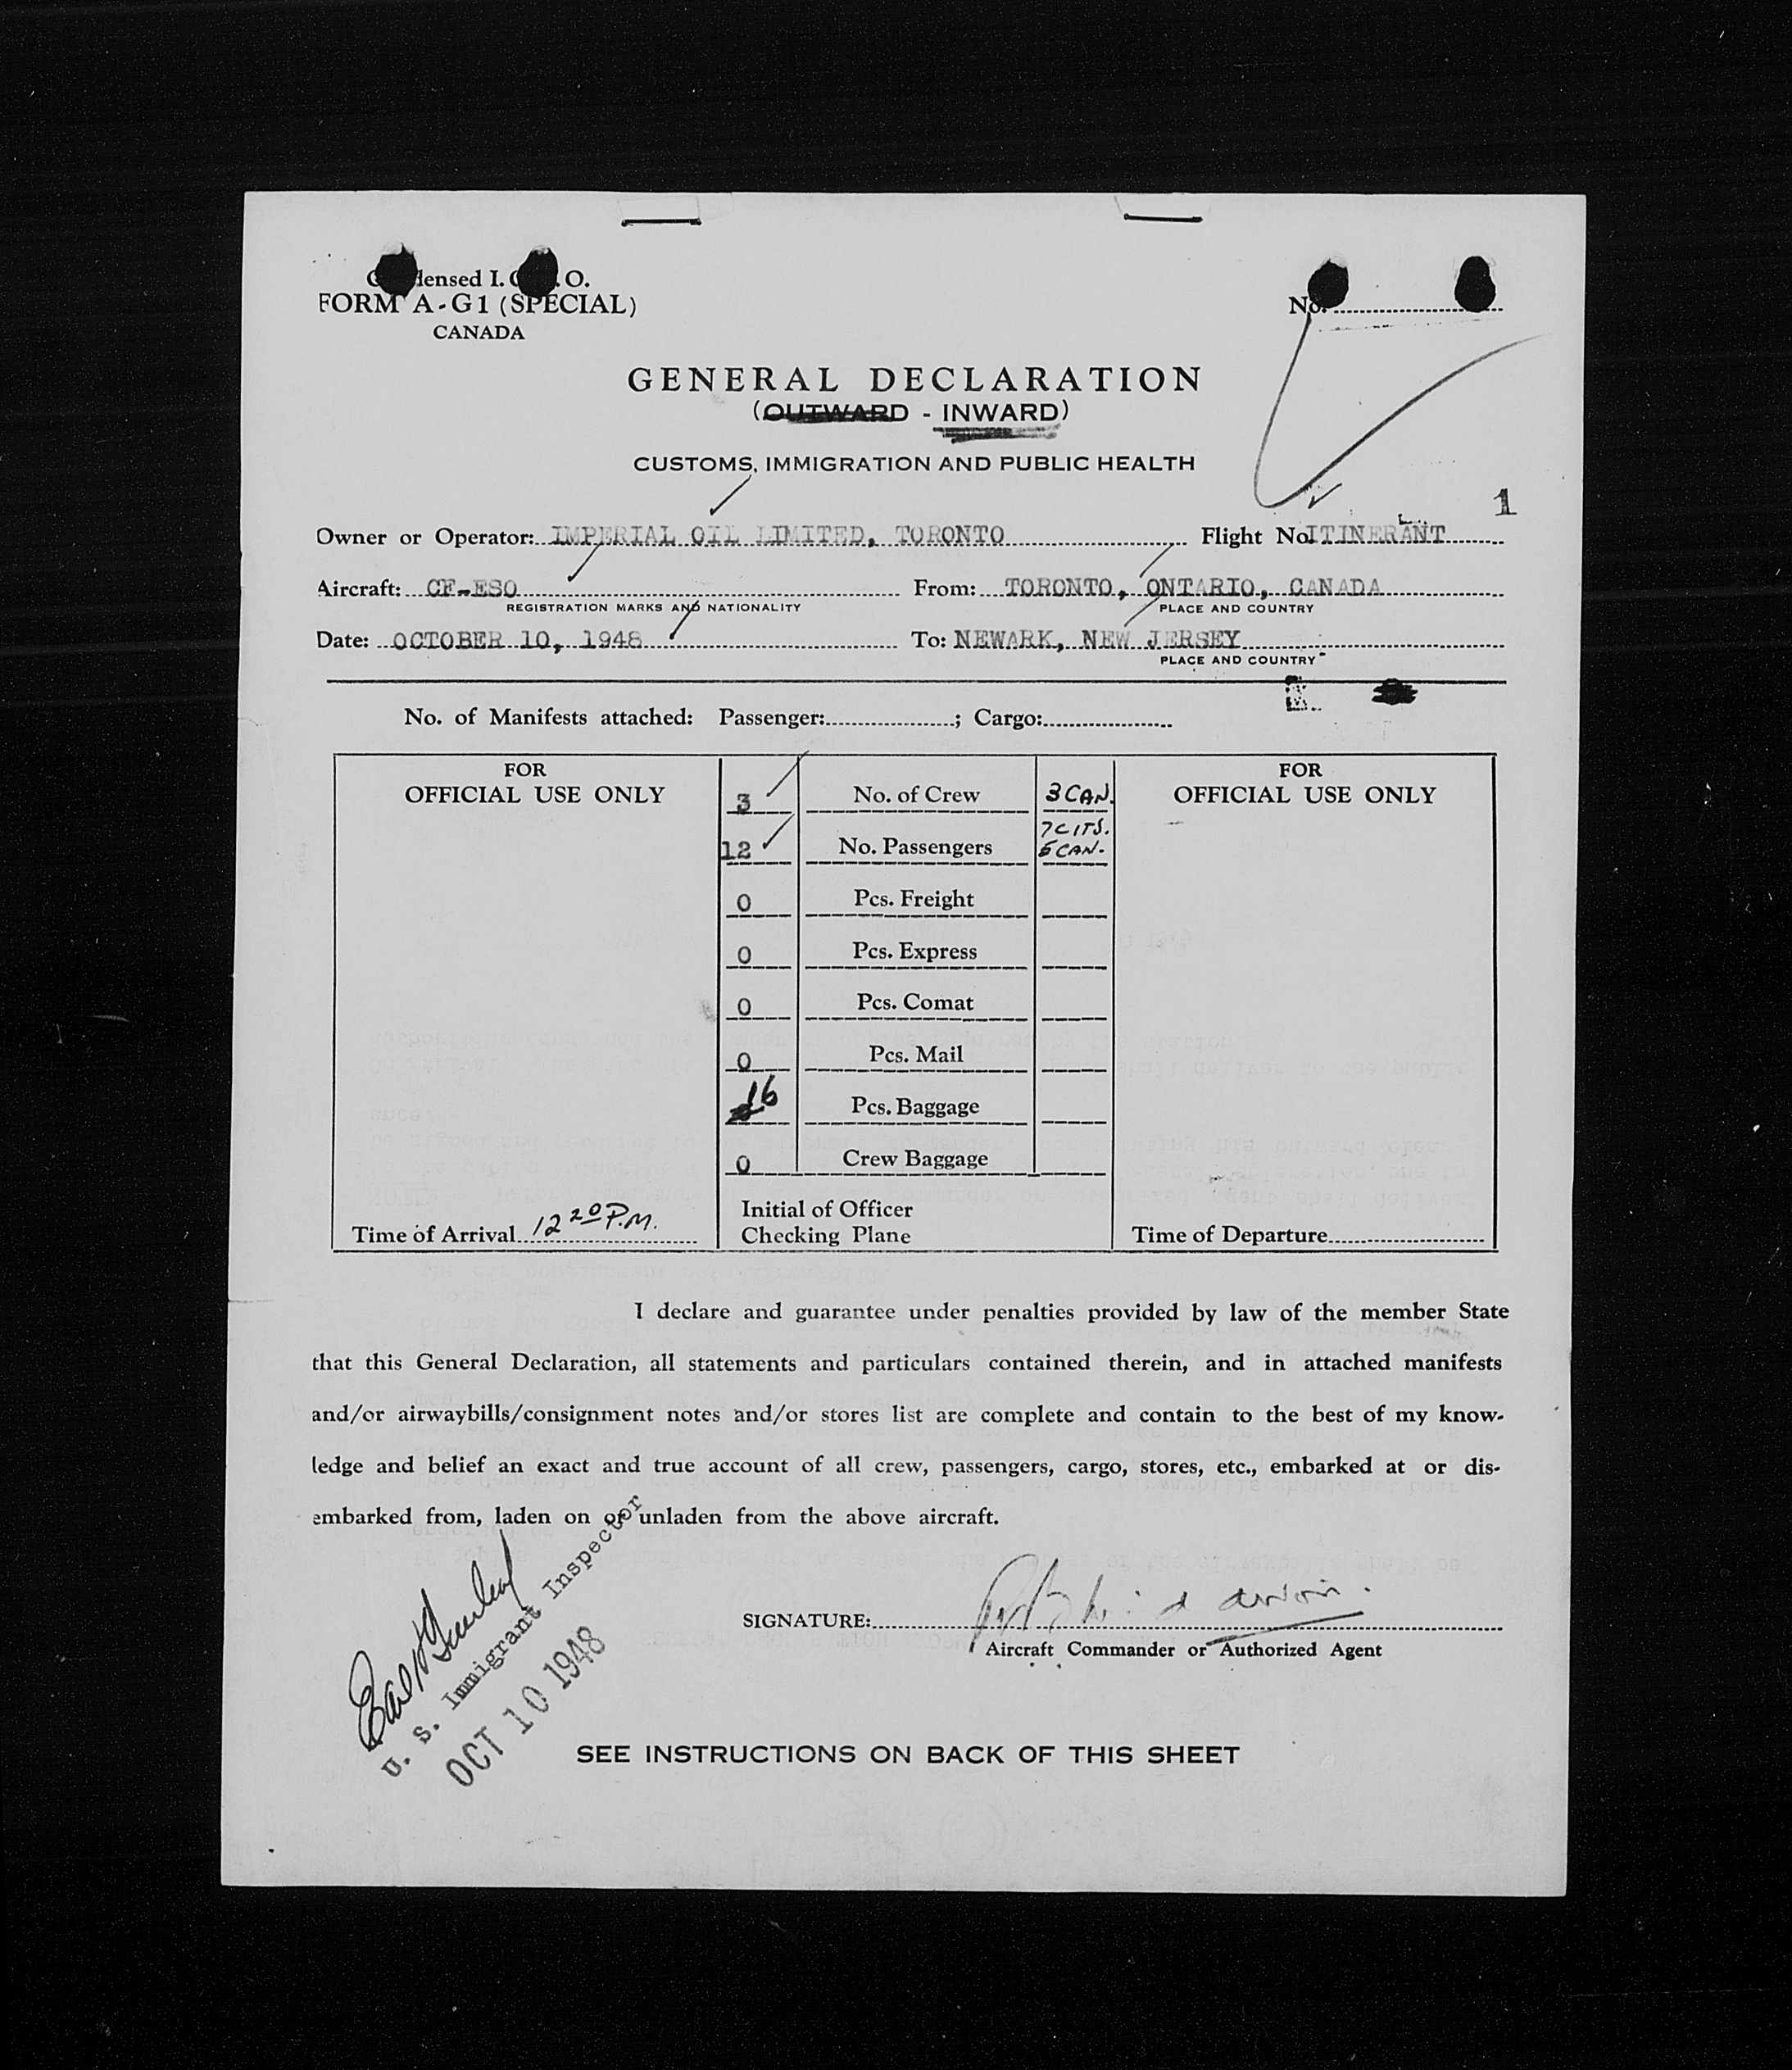 densed I. O.
FORM A-G1 (SPECIAL)
CANADA
No.
GENERAL DECLARATION
(OUTWARD - INWARD)
CUSTOMS, IMMIGRATION AND PUBLIC HEALTH
1
Owner or Operator: IMPERIAL OIL LIMITED, TORONTO Flight No. ITINERANT
Aircraft: CF-ESO From: TORONTO, ONTARIO, CANADA
REGISTRATION MARKS AND NATIONALITY PLACE AND COUNTRY
Date: OCTOBER 10, 1948 To: NEWARK, NEW JERSEY
PLACE AND COUNTRY
No. of Manifests attached: Passenger: ; Cargo:
FOR OFFICIAL USE ONLY
3 No. of Crew 3 CAN.
7 CITS.
12 No. Passengers 5 CAN.
0 Pcs. Freight
0 Pcs. Express
0 Pcs. Comat
0 Pcs. Mail
16 Pcs. Baggage
0 Crew Baggage
Time of Arrival 12 20 P.M.
Initial of Officer
Checking Plane
FOR OFFICIAL USE ONLY
Time of Departure
I declare and guarantee under penalties provided by law of the member State
that this General Declaration, all statements and particulars contained therein, and in attached manifests
and/or airwaybills/consignment notes and/or stores list are complete and contain to the best of my know-
ledge and belief an exact and true account of all crew, passengers, cargo, stores, etc., embarked at or dis-
embarked from, laden on or unladen from the above aircraft.
SIGNATURE:
Aircraft Commander or Authorized Agent
U. S. Immigrant Inspector
OCT 10 1948
SEE INSTRUCTIONS ON BACK OF THIS SHEET